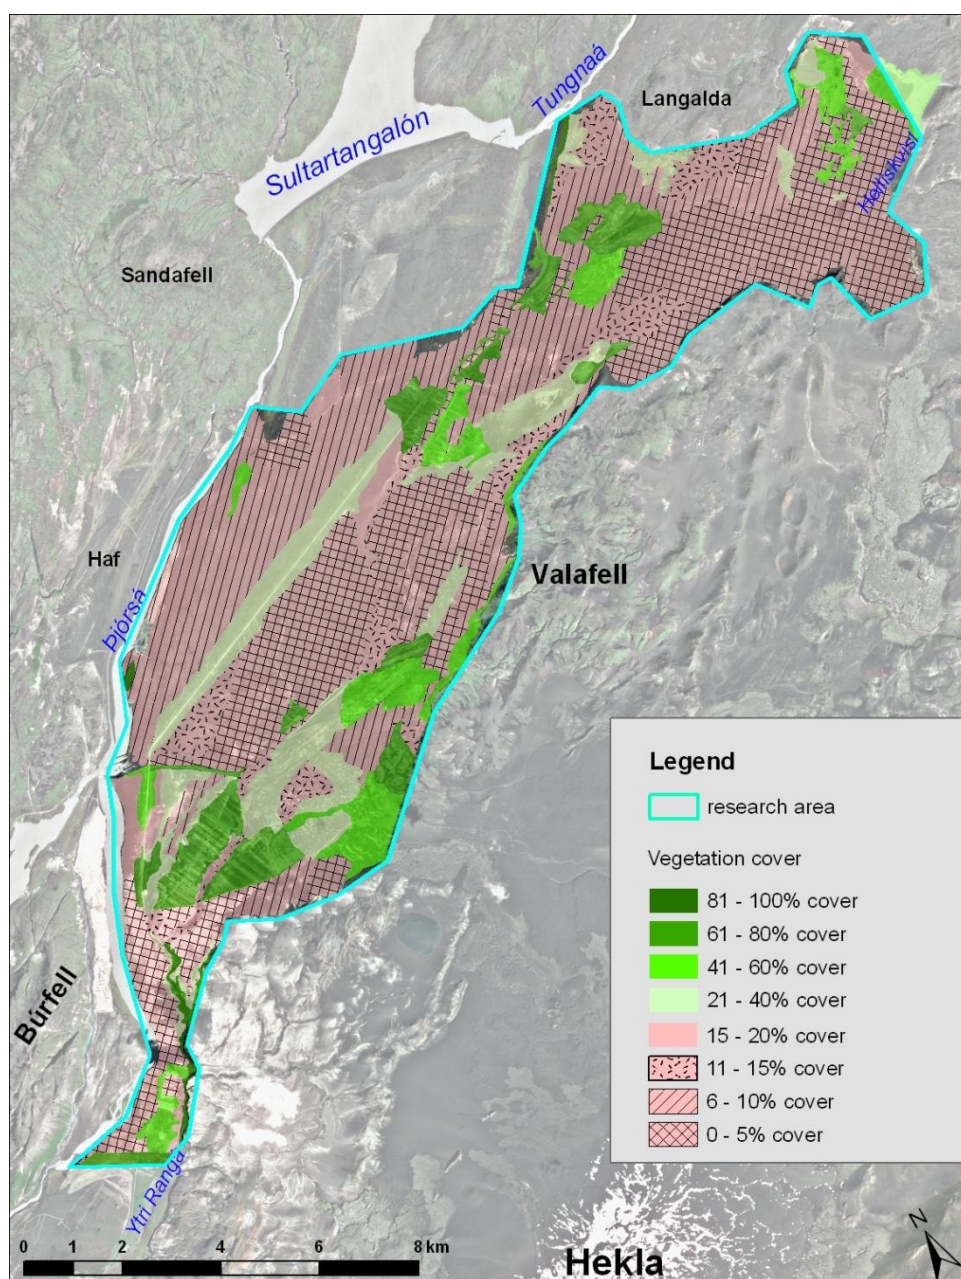 Tungnaá
Langalda
Sultartangalón
Helliskvísl
Sandafell
Haf
Valafell
Þjórsá
Legend
research area
Vegetation cover
81 - 100% cover
61 - 80% cover
41 - 60% cover
21 - 40% cover
15 - 20% cover
11 - 15% cover
6 - 10% cover
0 - 5% cover
Búrfell
Ytri Rangá
N
0 1 2 4 6 8 km
Hekla